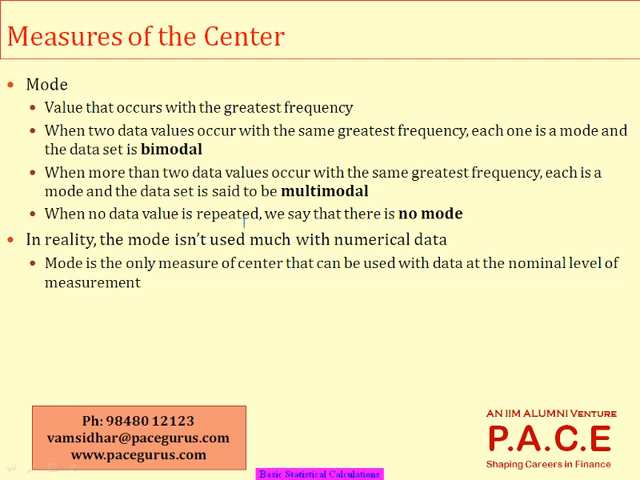 Measures of the Center
Mode
Value that occurs with the greatest frequency
When two data values occur with the same greatest frequency, each one is a mode and
the data set is bimodal
When more than two data values occur with the same greatest frequency, each is a
mode and the data set is said to be multimodal
When no data value is repeated, we say that there is no mode
In reality, the mode isn't used much with numerical data
Mode is the only measure of center that can be used with data at the nominal level of
measurement
Ph: 98480 12123
vamsidhar@pacegurus.com
www.pacegurus.com
AN IIM ALUMNI VENTURE
P.A.C.E
Shaping Careers in Finance
Basic Statistical Calculations